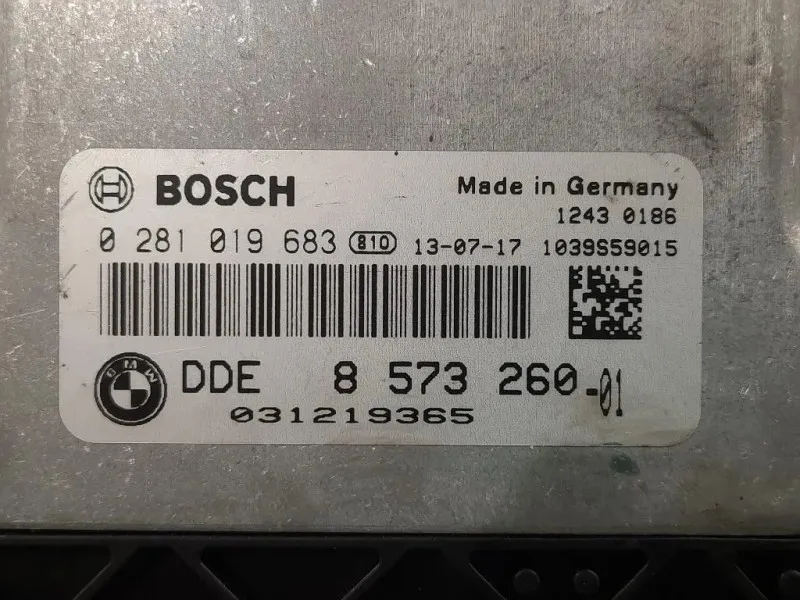 BOSCH
Made in Germany
1243 0186
0 281 019 683 810 13-07-17 1039S59015
BMW
DDE 8 573 260-01
031219365